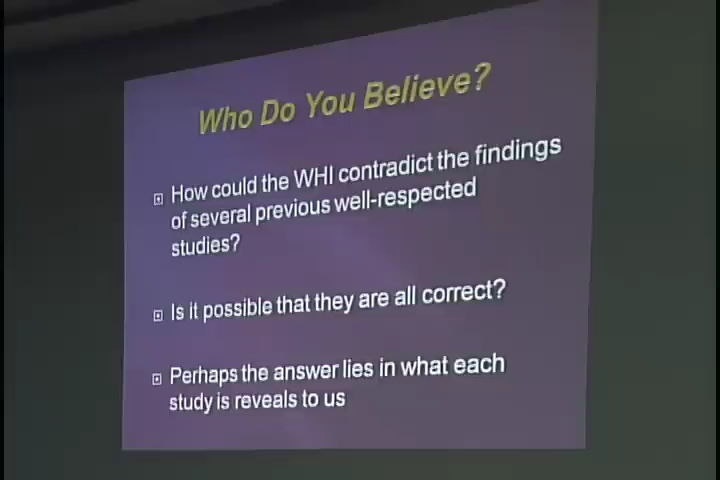 Who Do You Believe?
How could the WHI contradict the findings
of several previous well-respected
studies?
Is it possible that they are all correct?
Perhaps the answer lies in what each
study is reveals to us